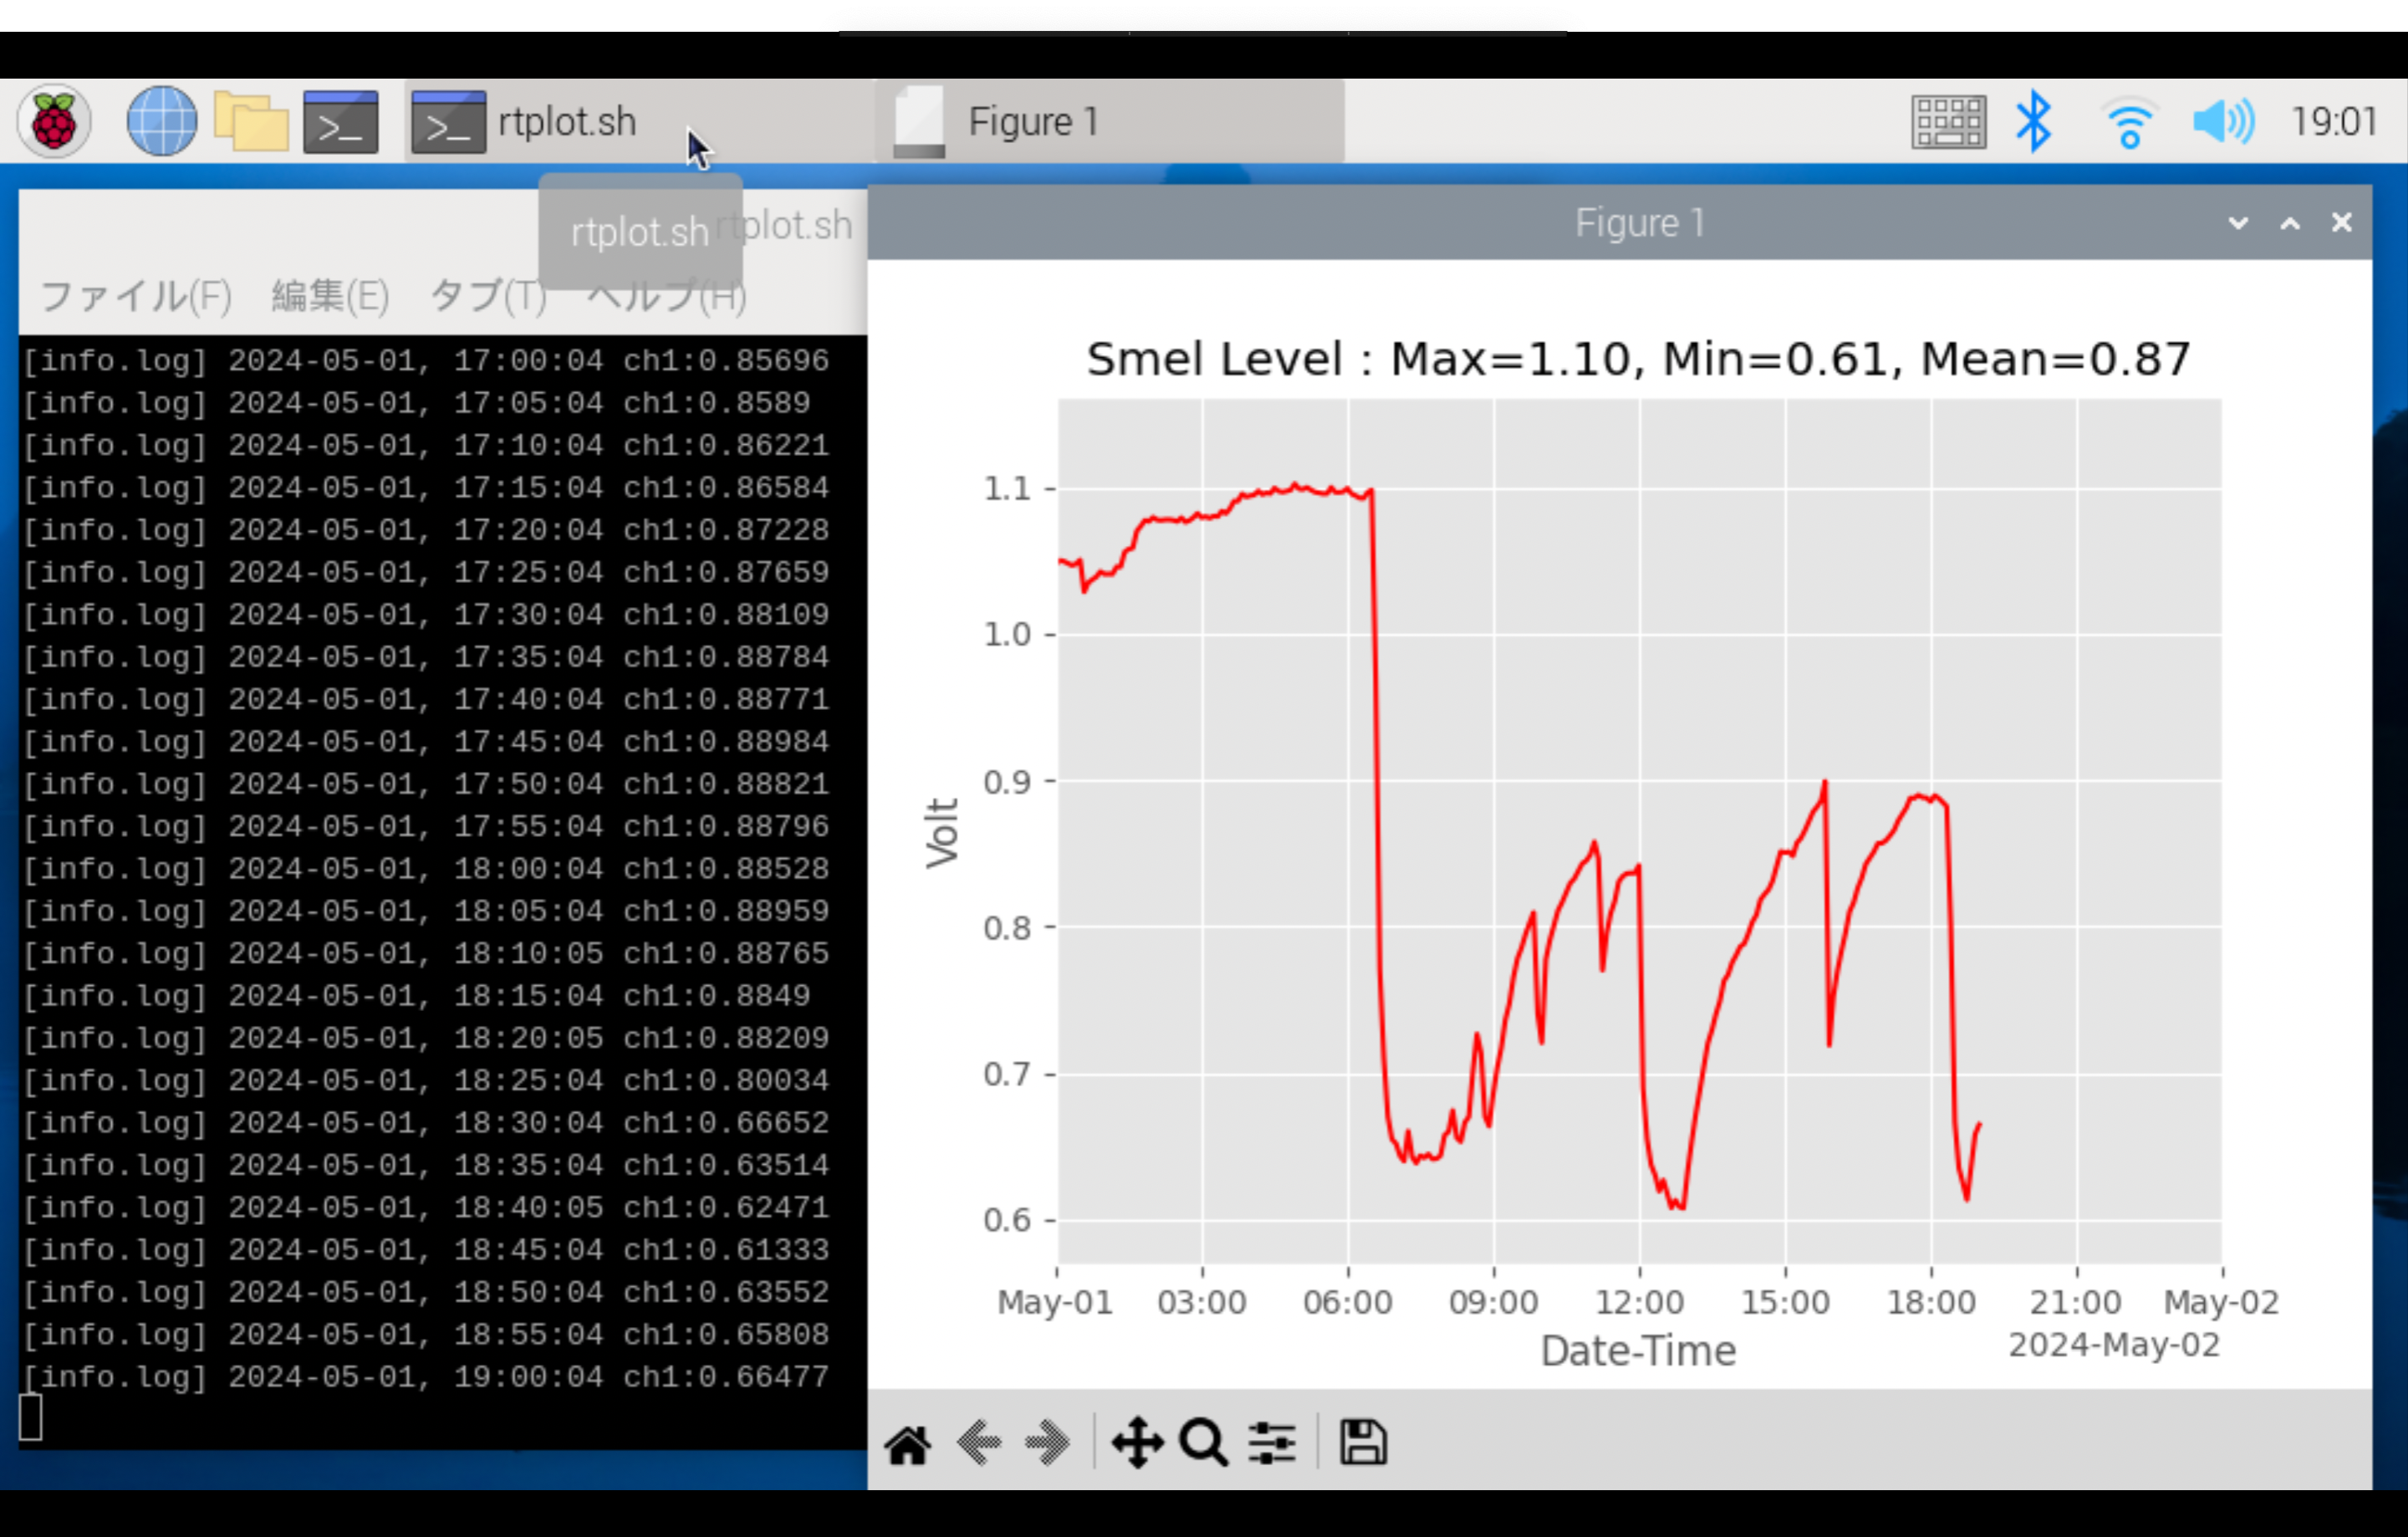 rtplot.sh
Figure 1
19:01
rtplot.sh
rtplot.sh
ファイル(F) 編集(E) タブ(T) ヘルプ(H)
[info.log] 2024-05-01, 17:00:04 ch1:0.85696
[info.log] 2024-05-01, 17:05:04 ch1:0.8589
[info.log] 2024-05-01, 17:10:04 ch1:0.86221
[info.log] 2024-05-01, 17:15:04 ch1:0.86584
[info.log] 2024-05-01, 17:20:04 ch1:0.87228
[info.log] 2024-05-01, 17:25:04 ch1:0.87659
[info.log] 2024-05-01, 17:30:04 ch1:0.88109
[info.log] 2024-05-01, 17:35:04 ch1:0.88784
[info.log] 2024-05-01, 17:40:04 ch1:0.88771
[info.log] 2024-05-01, 17:45:04 ch1:0.88984
[info.log] 2024-05-01, 17:50:04 ch1:0.88821
[info.log] 2024-05-01, 17:55:04 ch1:0.88796
[info.log] 2024-05-01, 18:00:04 ch1:0.88528
[info.log] 2024-05-01, 18:05:04 ch1:0.88959
[info.log] 2024-05-01, 18:10:05 ch1:0.88765
[info.log] 2024-05-01, 18:15:04 ch1:0.8849
[info.log] 2024-05-01, 18:20:05 ch1:0.88209
[info.log] 2024-05-01, 18:25:04 ch1:0.80034
[info.log] 2024-05-01, 18:30:04 ch1:0.66652
[info.log] 2024-05-01, 18:35:04 ch1:0.63514
[info.log] 2024-05-01, 18:40:05 ch1:0.62471
[info.log] 2024-05-01, 18:45:04 ch1:0.61333
[info.log] 2024-05-01, 18:50:04 ch1:0.63552
[info.log] 2024-05-01, 18:55:04 ch1:0.65808
[info.log] 2024-05-01, 19:00:04 ch1:0.66477
Figure 1
Smel Level : Max=1.10, Min=0.61, Mean=0.87
1.1
1.0
0.9
0.8
0.7
0.6
Volt
May-01 03:00 06:00 09:00 12:00 15:00 18:00 21:00 May-02
Date-Time
2024-May-02